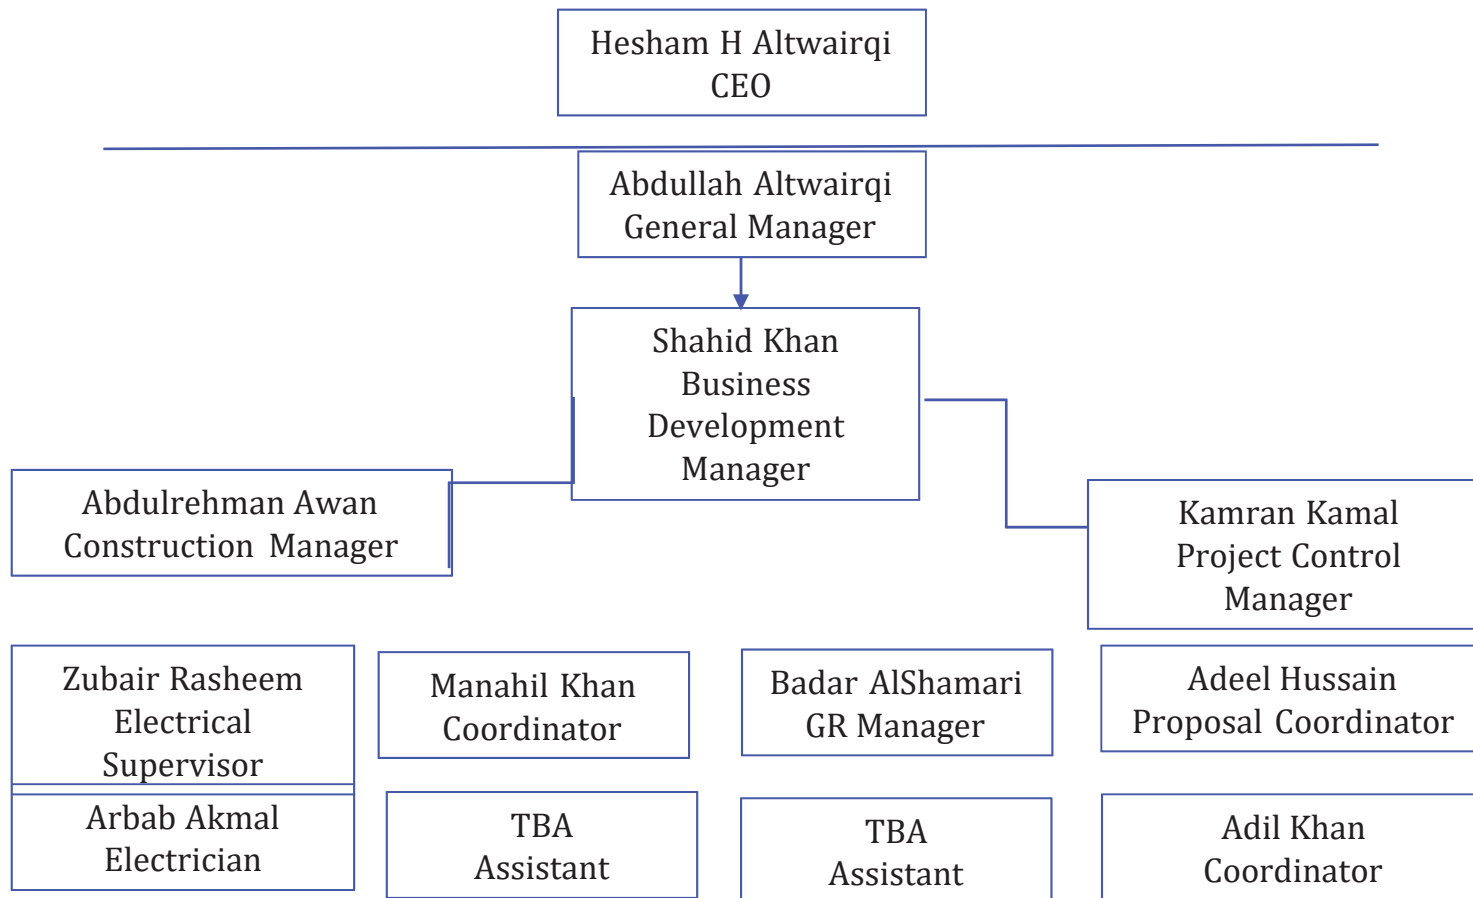 Hesham H Altwairqi
CEO
Abdullah Altwairqi
General Manager
Shahid Khan
Business
Development
Manager
Abdulrehman Awan
Construction Manager
Kamran Kamal
Project Control
Manager
Zubair Rasheem
Electrical
Supervisor
Manahil Khan
Coordinator
Badar AlShamari
GR Manager
Adeel Hussain
Proposal Coordinator
Arbab Akmal
Electrician
TBA
Assistant
TBA
Assistant
Adil Khan
Coordinator